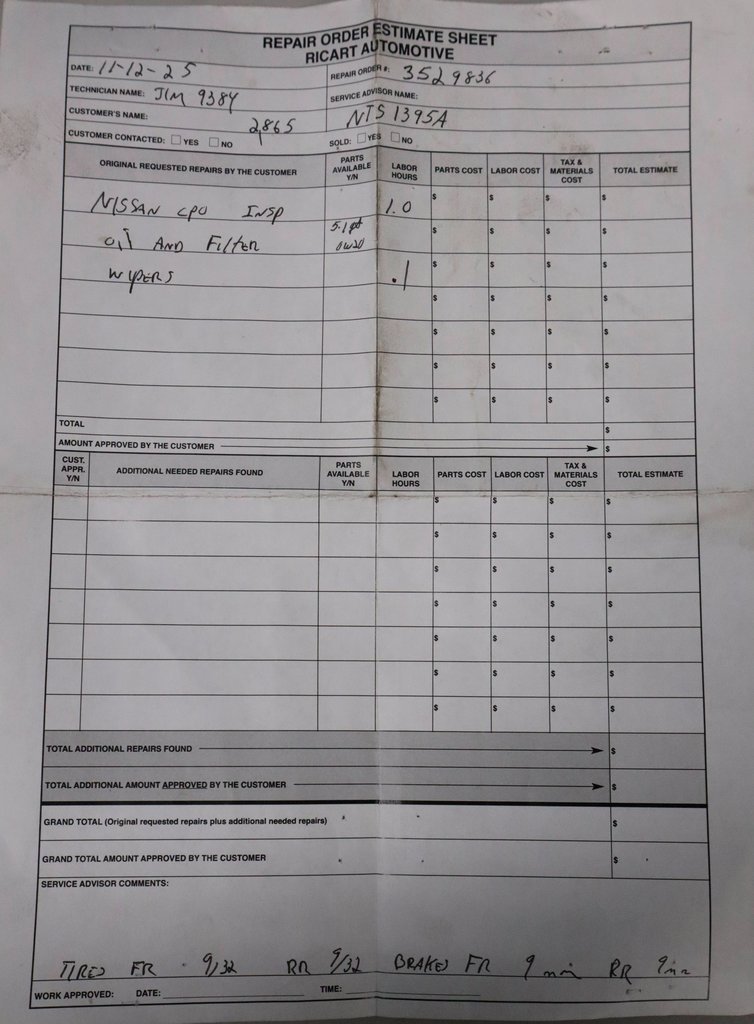 REPAIR ORDER ESTIMATE SHEET
RICART AUTOMOTIVE
DATE: 11-12-25 REPAIR ORDER #: 3529836
TECHNICIAN NAME: JIM 9384 SERVICE ADVISOR NAME:
CUSTOMER'S NAME: 2865 NTS 1395A
CUSTOMER CONTACTED: ☐ YES ☐ NO SOLD: ☐ YES ☐ NO
ORIGINAL REQUESTED REPAIRS BY THE CUSTOMER PARTS AVAILABLE Y/N LABOR HOURS PARTS COST LABOR COST TAX & MATERIALS COST TOTAL ESTIMATE
NISSAN CPO INSP 1.0 $ $ $ $
Oil AND FilTER 5.1 qt 0w20 $ $ $ $
WIPERS .1 $ $ $ $
$ $ $ $
$ $ $ $
$ $ $ $
$ $ $ $
TOTAL $
AMOUNT APPROVED BY THE CUSTOMER $
CUST. APPR. Y/N ADDITIONAL NEEDED REPAIRS FOUND PARTS AVAILABLE Y/N LABOR HOURS PARTS COST LABOR COST TAX & MATERIALS COST TOTAL ESTIMATE
$ $ $ $
$ $ $ $
$ $ $ $
$ $ $ $
$ $ $ $
$ $ $ $
$ $ $ $
TOTAL ADDITIONAL REPAIRS FOUND $
TOTAL ADDITIONAL AMOUNT APPROVED BY THE CUSTOMER $
GRAND TOTAL (Original requested repairs plus additional needed repairs) $
GRAND TOTAL AMOUNT APPROVED BY THE CUSTOMER $
SERVICE ADVISOR COMMENTS:
TIRES FR 9/32 RR 9/32 BRAKES FR 9 mm RR 9mm
WORK APPROVED: DATE: TIME: